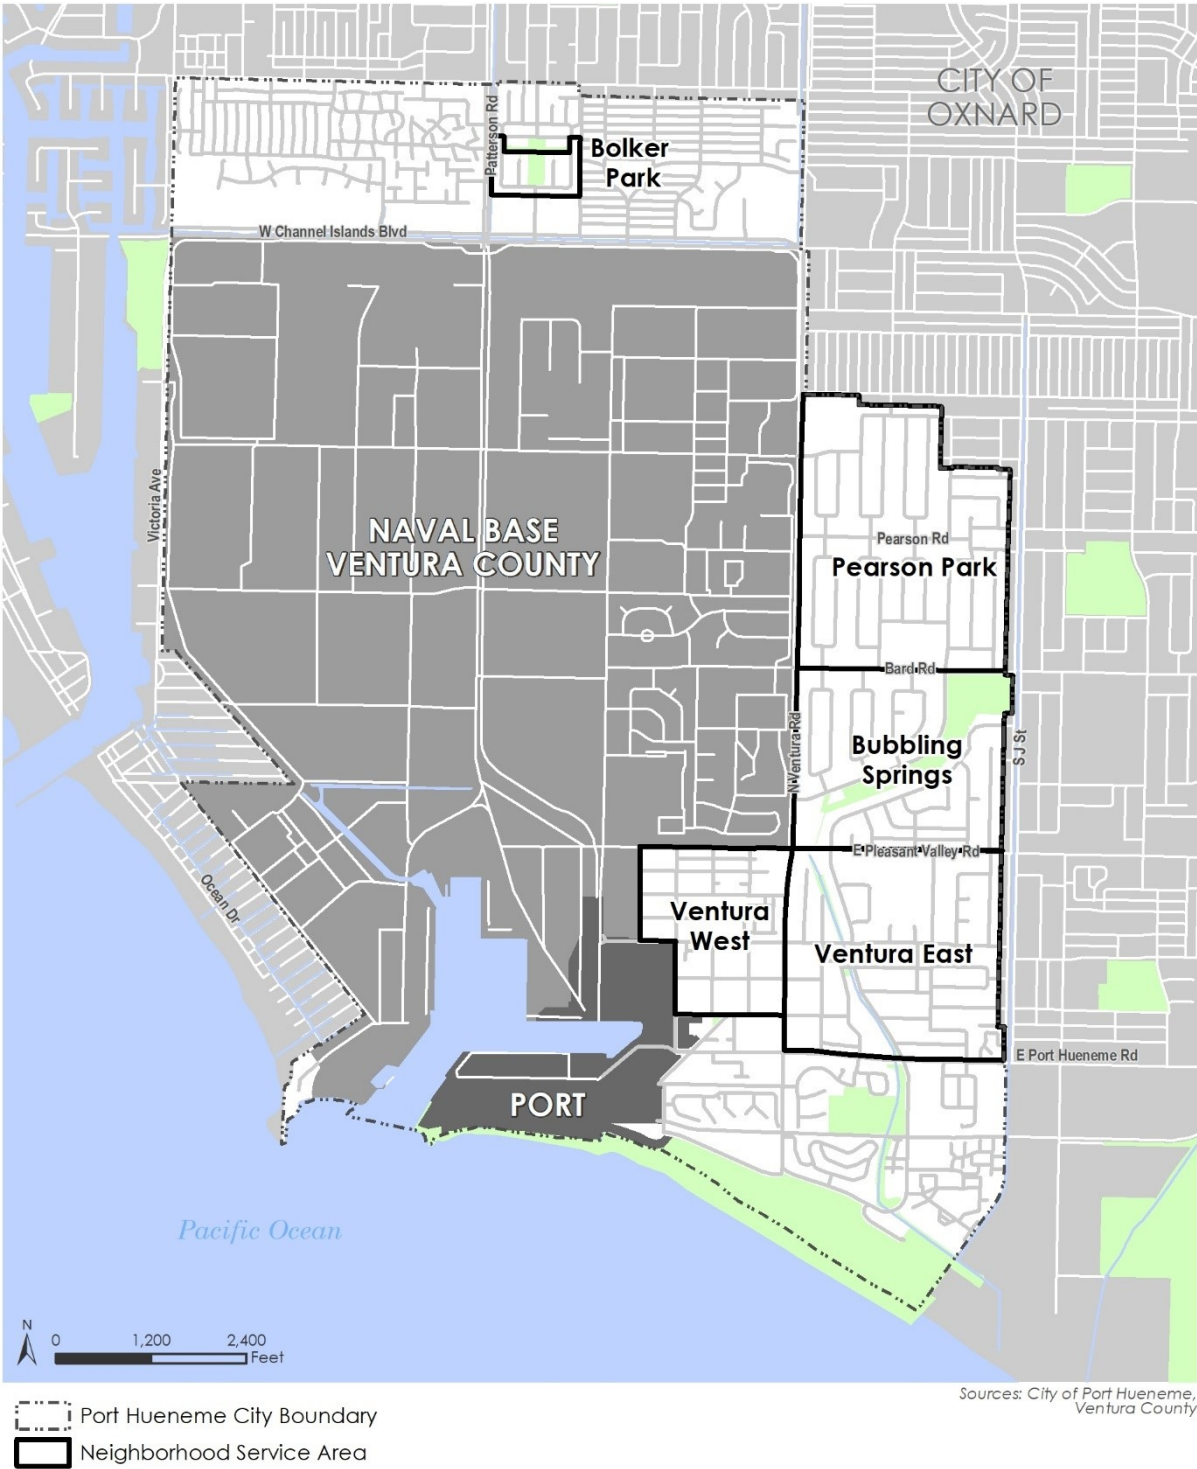 CITY OF
OXNARD
Patterson Rd
Bolker
Park
W Channel Islands Blvd
Victoria Ave
NAVAL BASE
VENTURA COUNTY
Pearson Rd
Pearson Park
Bard Rd
N Ventura Rd
Bubbling
Springs
S J St
E Pleasant Valley Rd
Ocean Dr
Ventura
West
Ventura East
E Port Hueneme Rd
PORT
Pacific Ocean
N
0 1,200 2,400
Feet
Sources: City of Port Hueneme,
Ventura County
Port Hueneme City Boundary
Neighborhood Service Area